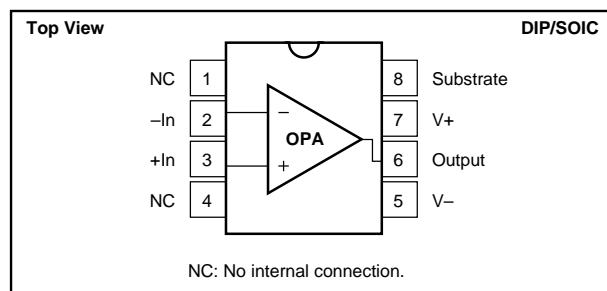 Top View DIP/SOIC
NC 1 8 Substrate
–In 2 – 7 V+
OPA
+In 3 + 6 Output
NC 4 5 V–
NC: No internal connection.